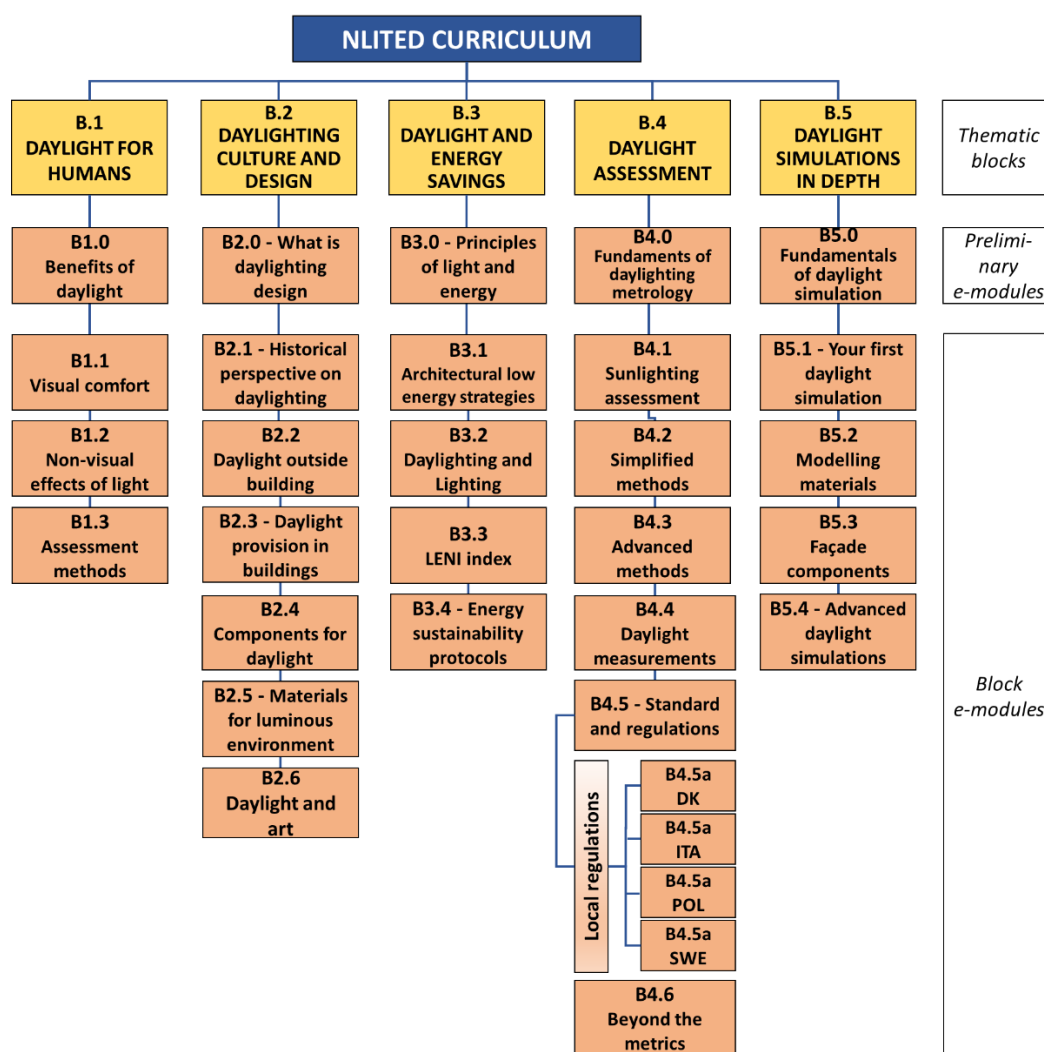 NLITED CURRICULUM
B.1
DAYLIGHT FOR
HUMANS
B.2
DAYLIGHTING
CULTURE AND
DESIGN
B.3
DAYLIGHT AND
ENERGY
SAVINGS
B.4
DAYLIGHT
ASSESSMENT
B.5
DAYLIGHT
SIMULATIONS
IN DEPTH
Thematic
blocks
B1.0
Benefits of
daylight
B2.0 - What is
daylighting
design
B3.0 - Principles
of light and
energy
B4.0
Fundaments of
daylighting
metrology
B5.0
Fundamentals
of daylight
simulation
Prelimi-
nary
e-modules
B1.1
Visual comfort
B2.1 - Historical
perspective on
daylighting
B3.1
Architectural low
energy strategies
B4.1
Sunlighting
assessment
B5.1 - Your first
daylight
simulation
B1.2
Non-visual
effects of light
B2.2
Daylight outside
building
B3.2
Daylighting and
Lighting
B4.2
Simplified
methods
B5.2
Modelling
materials
B1.3
Assessment
methods
B2.3 - Daylight
provision in
buildings
B3.3
LENI index
B4.3
Advanced
methods
B5.3
Façade
components
B2.4
Components for
daylight
B3.4 - Energy
sustainability
protocols
B4.4
Daylight
measurements
B5.4 - Advanced
daylight
simulations
B2.5 - Materials
for luminous
environment
B4.5 - Standard
and regulations
Block
e-modules
B2.6
Daylight and
art
Local regulations
B4.5a
DK
B4.5a
ITA
B4.5a
POL
B4.5a
SWE
B4.6
Beyond the
metrics